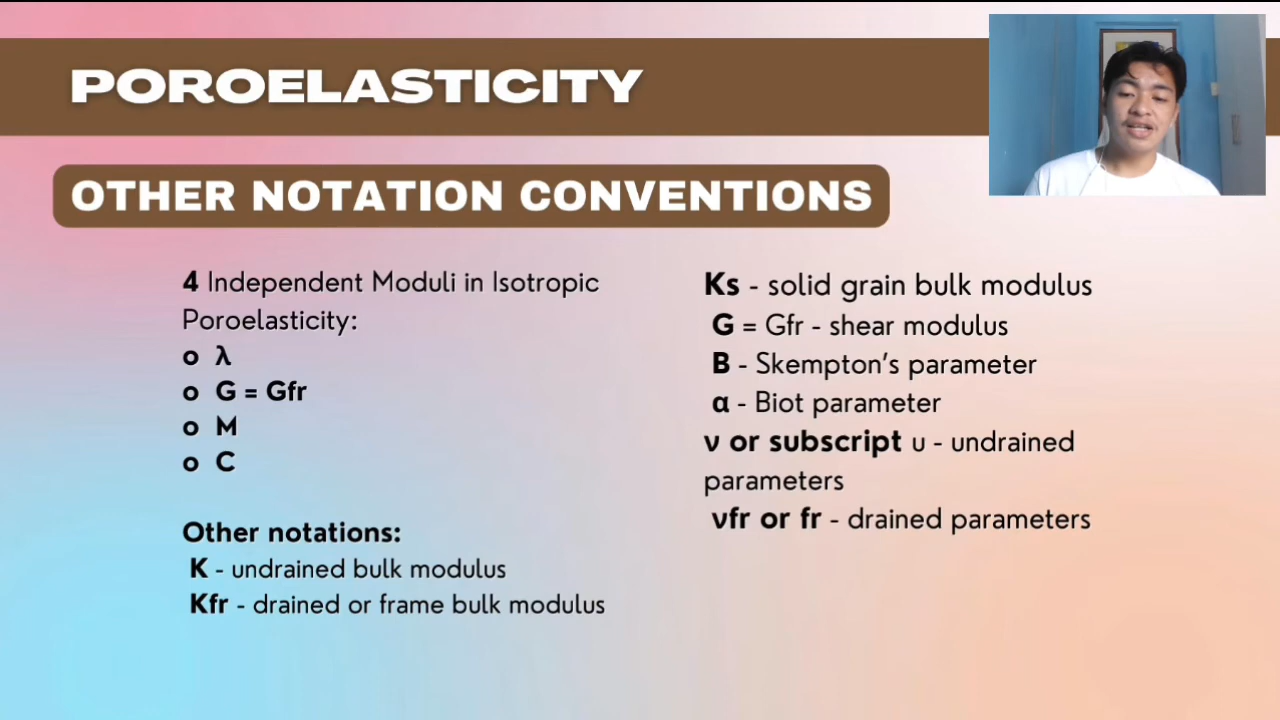 POROELASTICITY
OTHER NOTATION CONVENTIONS
4 Independent Moduli in Isotropic
Poroelasticity:
o λ
o G = Gfr
o M
o C
Other notations:
K - undrained bulk modulus
Kfr - drained or frame bulk modulus
Ks - solid grain bulk modulus
G = Gfr - shear modulus
B - Skempton’s parameter
α - Biot parameter
ν or subscript u - undrained
parameters
νfr or fr - drained parameters